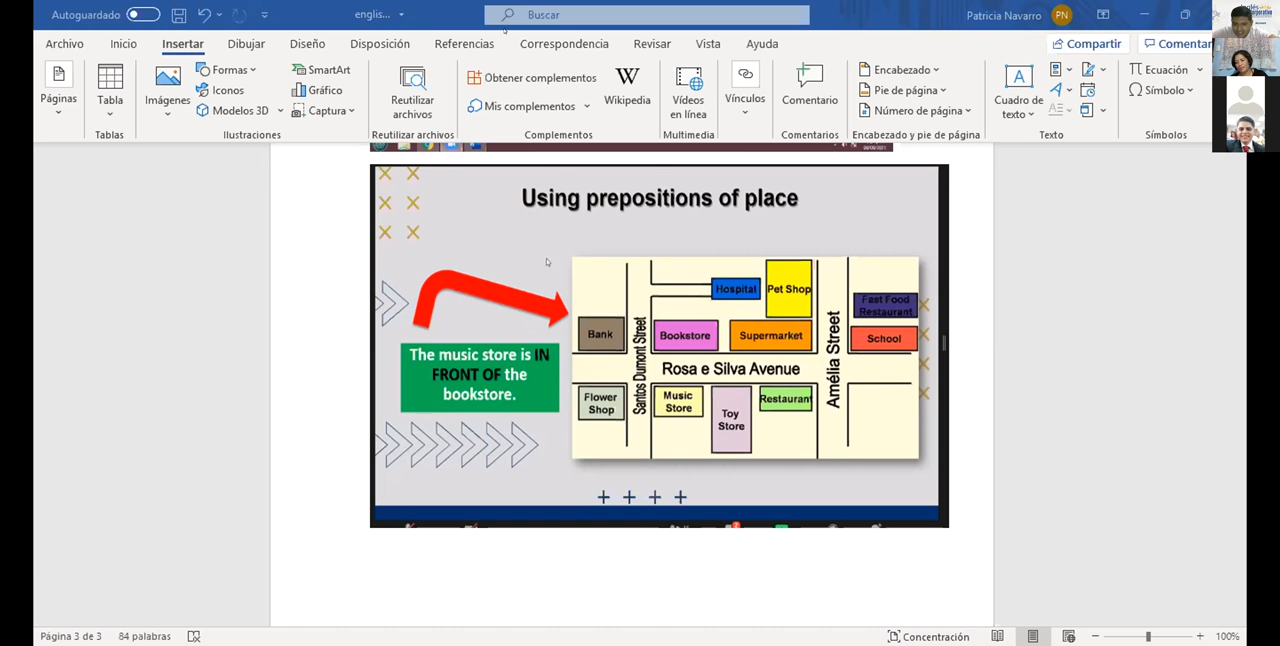 Autoguardado
englis...
Buscar
Patricia Navarro
PN
Archivo
Inicio
Insertar
Dibujar
Diseño
Disposición
Referencias
Correspondencia
Revisar
Vista
Ayuda
Compartir
Comentar
Páginas
Tabla
Imágenes
Formas
Iconos
Modelos 3D
SmartArt
Gráfico
Captura
Reutilizar
archivos
Obtener complementos
Mis complementos
Wikipedia
Vídeos
en línea
Vínculos
Comentario
Encabezado
Pie de página
Número de página
Cuadro de
texto
Ecuación
Símbolo
Tablas
Ilustraciones
Reutilizar archivos
Complementos
Multimedia
Comentarios
Encabezado y pie de página
Texto
Símbolos
Using prepositions of place
The music store is IN
FRONT OF the
bookstore.
Hospital
Pet Shop
Fast Food
Restaurant
Bank
Bookstore
Supermarket
School
Santos Dumont Street
Rosa e Silva Avenue
Amélia Street
Flower
Shop
Music
Store
Toy
Store
Restaurant
Página 3 de 3
84 palabras
Concentración
100%